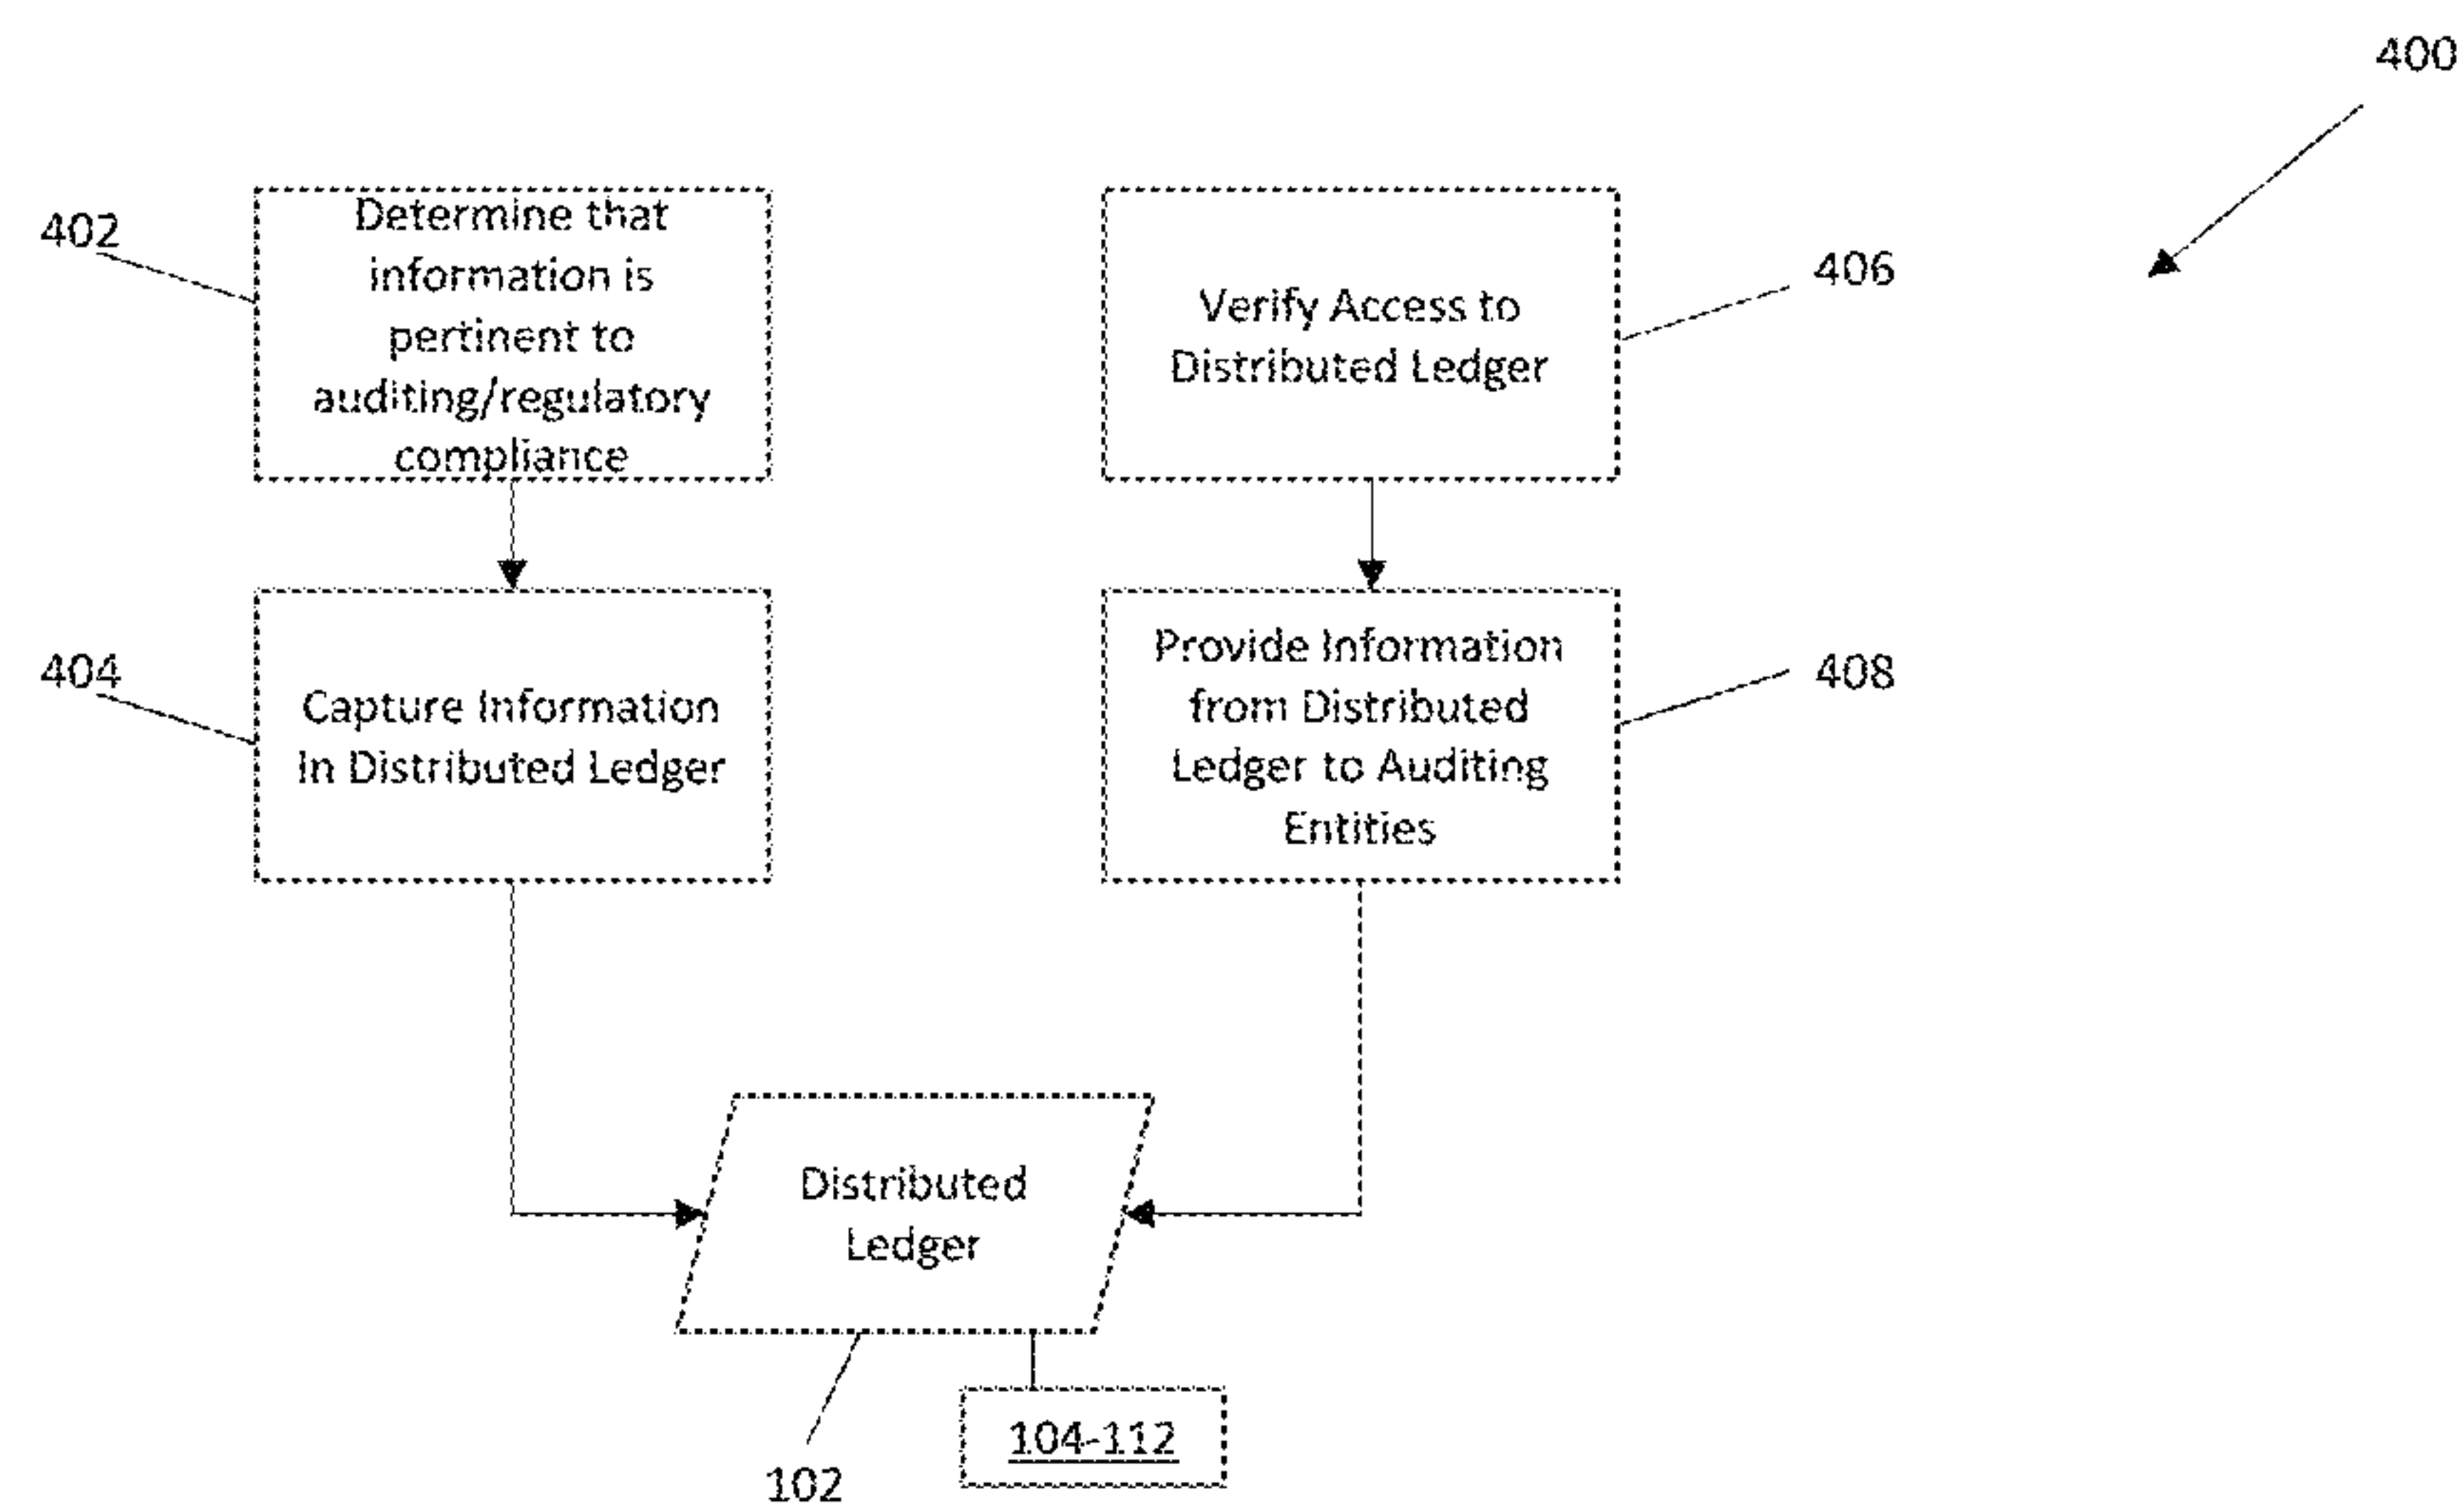 400
402
Determine that
information is
pertinent to
auditing/regulatory
compliance
406
Verify Access to
Distributed Ledger
404
Capture Information
In Distributed Ledger
408
Provide Information
from Distributed
Ledger to Auditing
Entities
Distributed
Ledger
102
104-112